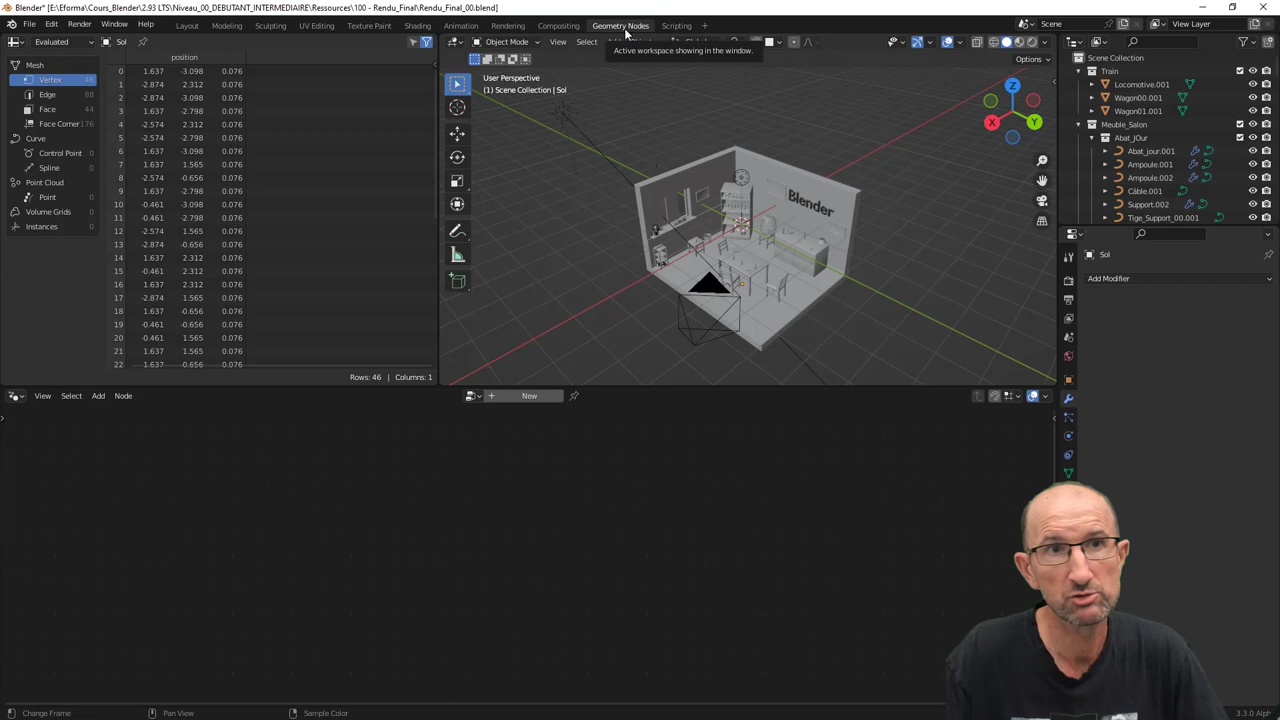 Blender* [E:\Eforma\Cours_Blender\2.93 LTS\Niveau_00_DEBUTANT_INTERMEDIAIRE\Ressources\100 - Rendu_Final\Rendu_Final_00.blend]
File Edit Render Window Help Layout Modeling Sculpting UV Editing Texture Paint Shading Animation Rendering Compositing Geometry Nodes Scripting + Scene View Layer
Evaluated Sol Object Mode View Select
Active workspace showing in the window.
Options
position
Mesh
Vertex 46
Edge 88
Face 44
Face Corner 176
Curve
Control Point 0
Spline 0
Point Cloud
Point 0
Volume Grids 0
Instances 0
0 1.637 -3.098 0.076
1 -2.874 2.312 0.076
2 -2.874 -3.098 0.076
3 1.637 -2.798 0.076
4 -2.574 2.312 0.076
5 -2.574 -2.798 0.076
6 1.637 -3.098 0.076
7 1.637 1.565 0.076
8 -2.574 -0.656 0.076
9 1.637 -2.798 0.076
10 -0.461 -3.098 0.076
11 -0.461 -2.798 0.076
12 -2.574 1.565 0.076
13 -2.874 -0.656 0.076
14 -2.874 2.312 0.076
15 -0.461 2.312 0.076
16 1.637 2.312 0.076
17 -2.874 1.565 0.076
18 1.637 -0.656 0.076
19 -0.461 -0.656 0.076
20 -0.461 1.565 0.076
21 1.637 1.565 0.076
22 1.637 -0.656 0.076
Rows: 46 | Columns: 1
User Perspective
(1) Scene Collection | Sol
Z
X
Y
Blender
Scene Collection
Train
Locomotive.001
Wagon00.001
Wagon01.001
Meuble_Salon
Abat_JOur
Abat_jour.001
Ampoule.001
Ampoule.002
Câble.001
Support.002
Tige_Support_00.001
Sol
Add Modifier
View Select Add Node New
Change Frame Pan View Sample Color